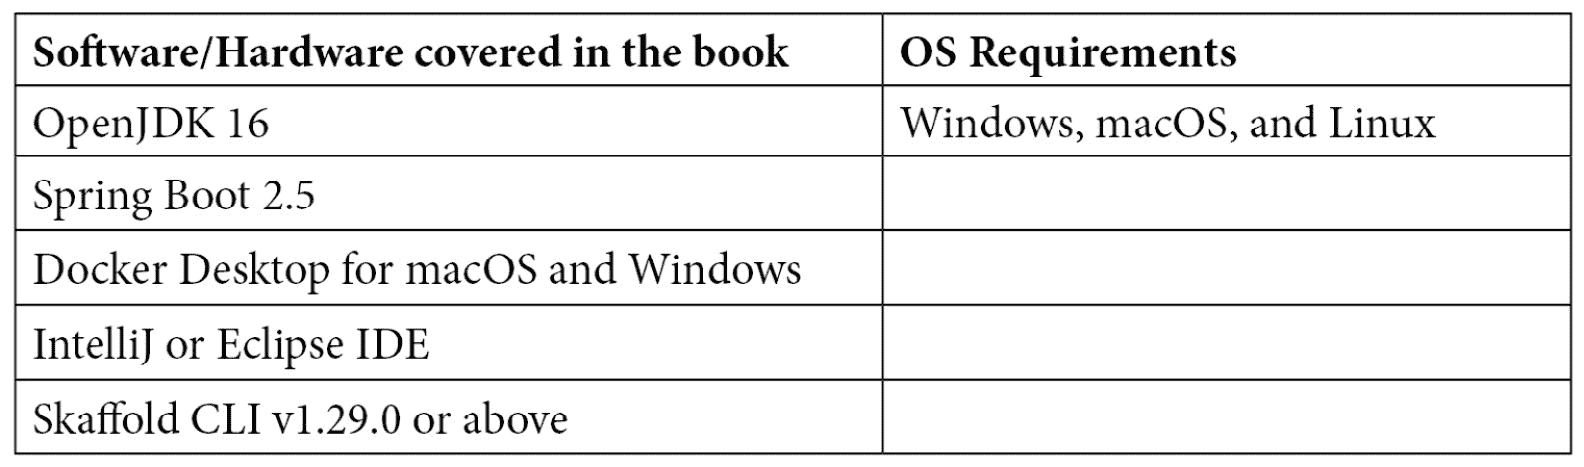 Software/Hardware covered in the book OS Requirements
OpenJDK 16 Windows, macOS, and Linux
Spring Boot 2.5
Docker Desktop for macOS and Windows
IntelliJ or Eclipse IDE
Skaffold CLI v1.29.0 or above